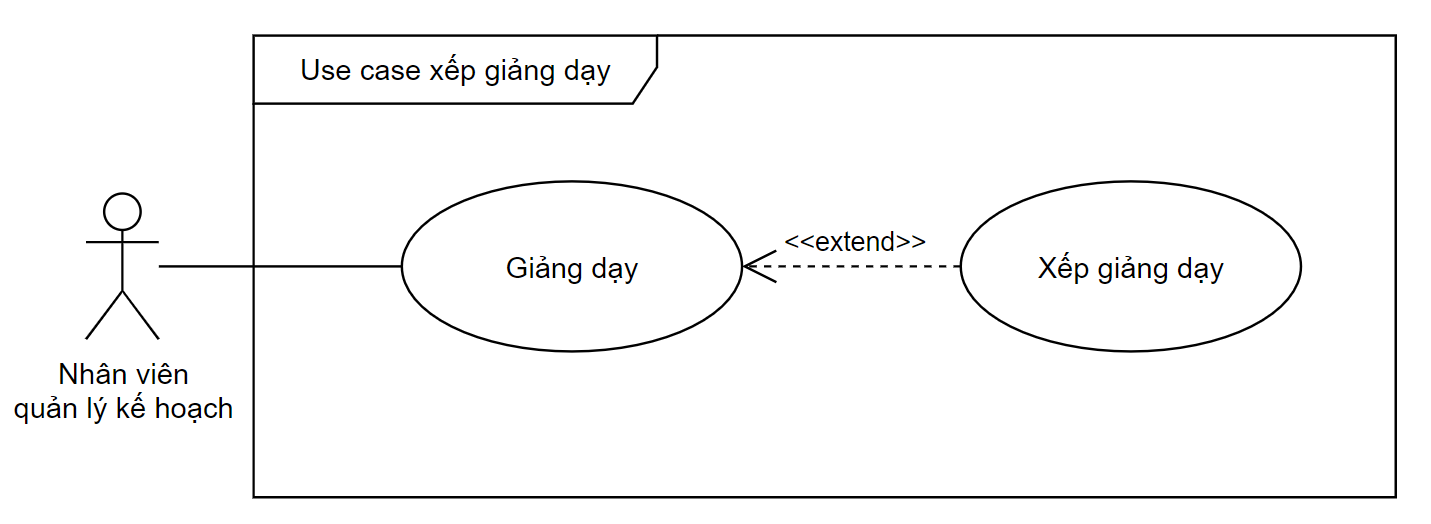 Use case xếp giảng dạy
<<extend>>
Giảng dạy
Xếp giảng dạy
Nhân viên
quản lý kế hoạch